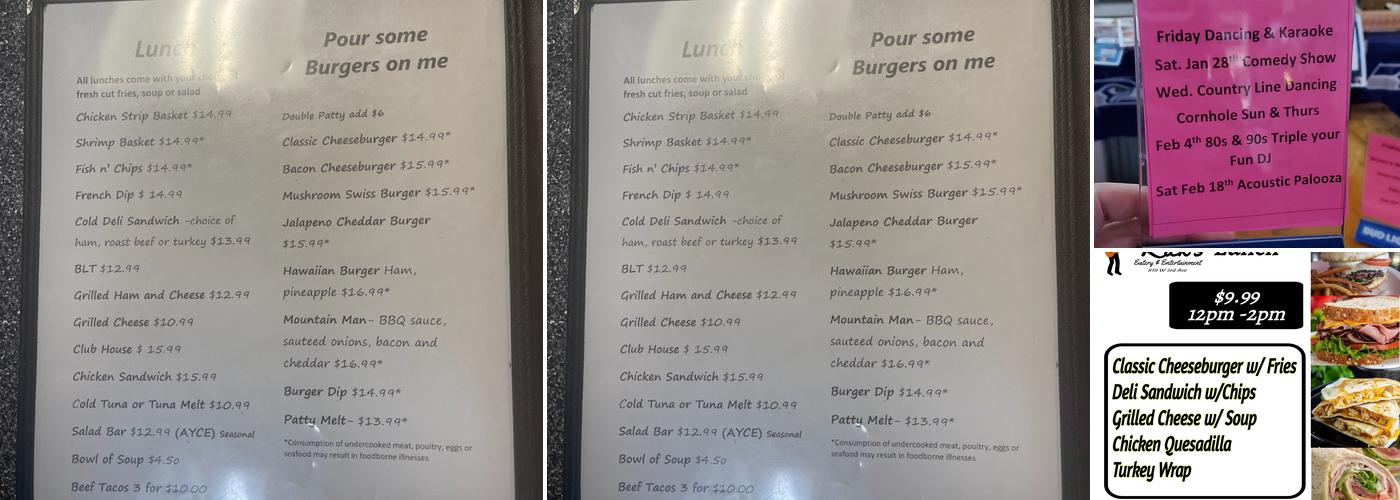 Lunch
All lunches come with your choice of
fresh cut fries, soup or salad
Chicken Strip Basket $14.99
Shrimp Basket $14.99*
Fish n' Chips $14.99*
French Dip $ 14.99
Cold Deli Sandwich -choice of
ham, roast beef or turkey $13.99
BLT $12.99
Grilled Ham and Cheese $12.99
Grilled Cheese $10.99
Club House $ 15.99
Chicken Sandwich $15.99
Cold Tuna or Tuna Melt $10.99
Salad Bar $12.99 (AYCE) Seasonal
Bowl of Soup $4.50
Beef Tacos 3 for $10.00
Pour some
Burgers on me
Double Patty add $6
Classic Cheeseburger $14.99*
Bacon Cheeseburger $15.99*
Mushroom Swiss Burger $15.99*
Jalapeno Cheddar Burger
$15.99*
Hawaiian Burger Ham,
pineapple $16.99*
Mountain Man- BBQ sauce,
sauteed onions, bacon and
cheddar $16.99*
Burger Dip $14.99*
Patty Melt- $13.99*
*Consumption of undercooked meat, poultry, eggs or
seafood may result in foodborne illnesses
Lunch
All lunches come with your choice of
fresh cut fries, soup or salad
Chicken Strip Basket $14.99
Shrimp Basket $14.99*
Fish n' Chips $14.99*
French Dip $ 14.99
Cold Deli Sandwich -choice of
ham, roast beef or turkey $13.99
BLT $12.99
Grilled Ham and Cheese $12.99
Grilled Cheese $10.99
Club House $ 15.99
Chicken Sandwich $15.99
Cold Tuna or Tuna Melt $10.99
Salad Bar $12.99 (AYCE) Seasonal
Bowl of Soup $4.50
Beef Tacos 3 for $10.00
Pour some
Burgers on me
Double Patty add $6
Classic Cheeseburger $14.99*
Bacon Cheeseburger $15.99*
Mushroom Swiss Burger $15.99*
Jalapeno Cheddar Burger
$15.99*
Hawaiian Burger Ham,
pineapple $16.99*
Mountain Man- BBQ sauce,
sauteed onions, bacon and
cheddar $16.99*
Burger Dip $14.99*
Patty Melt- $13.99*
*Consumption of undercooked meat, poultry, eggs or
seafood may result in foodborne illnesses
Friday Dancing & Karaoke
Sat. Jan 28th Comedy Show
Wed. Country Line Dancing
Cornhole Sun & Thurs
Feb 4th 80s & 90s Triple your
Fun DJ
Sat Feb 18th Acoustic Palooza
BUD LIG
Rick's Lunch
Eatery & Entertainment
819 W 3rd Ave
$9.99
12pm -2pm
Classic Cheeseburger w/ Fries
Deli Sandwich w/Chips
Grilled Cheese w/ Soup
Chicken Quesadilla
Turkey Wrap